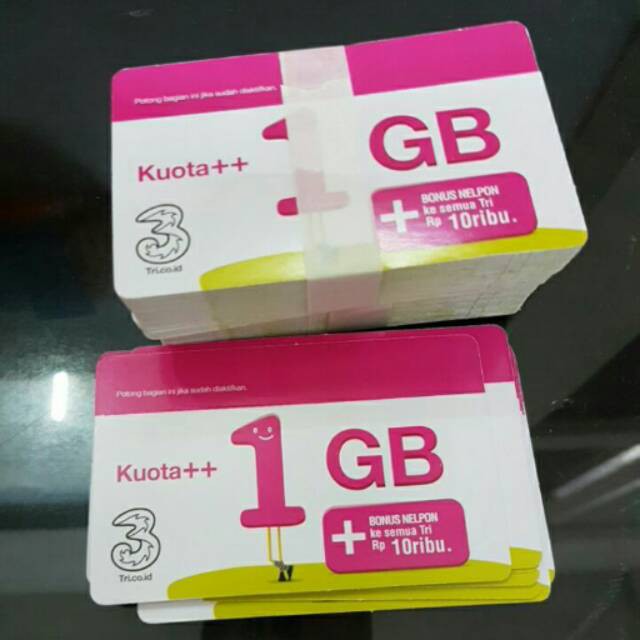 Potong bagian ini jika sudah diaktifkan.
Kuota++
1 GB
+ BONUS NELPON
ke semua Tri
Rp 10ribu.
3
Tri.co.id
Potong bagian ini jika sudah diaktifkan.
Kuota++
1 GB
+ BONUS NELPON
ke semua Tri
Rp 10ribu.
3
Tri.co.id